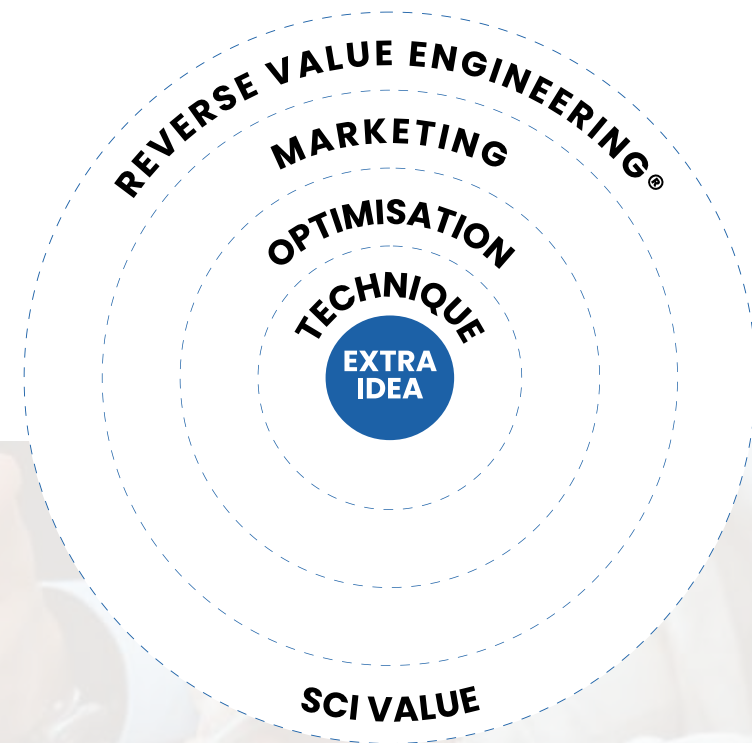 REVERSE VALUE ENGINEERING®
MARKETING
OPTIMISATION
TECHNIQUE
EXTRA
IDEA
SCI VALUE